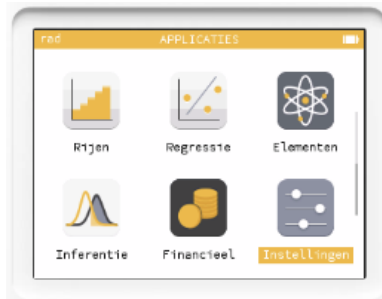 rad APPLICATIES
Rijen Regressie Elementen
Inferentie Financieel Instellingen